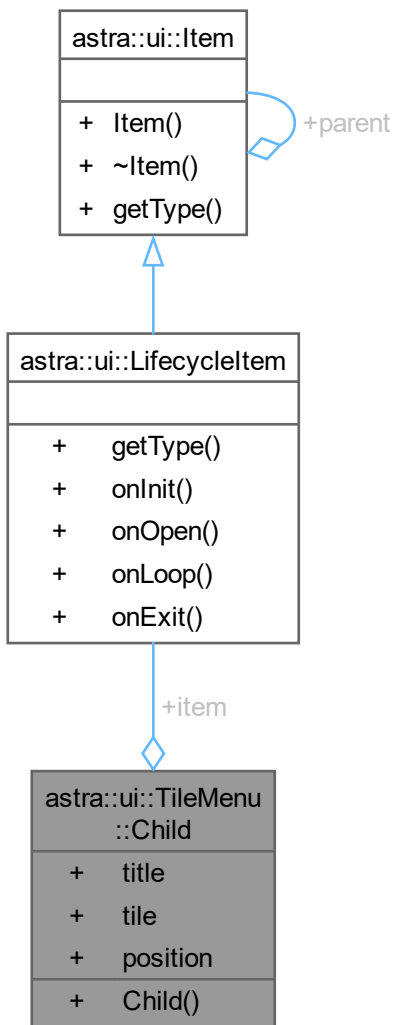 astra::ui::Item
+ Item()
+ ~Item()
+ getType()
+parent
astra::ui::LifecycleItem
+ getType()
+ onInit()
+ onOpen()
+ onLoop()
+ onExit()
+item
astra::ui::TileMenu
::Child
+ title
+ tile
+ position
+ Child()